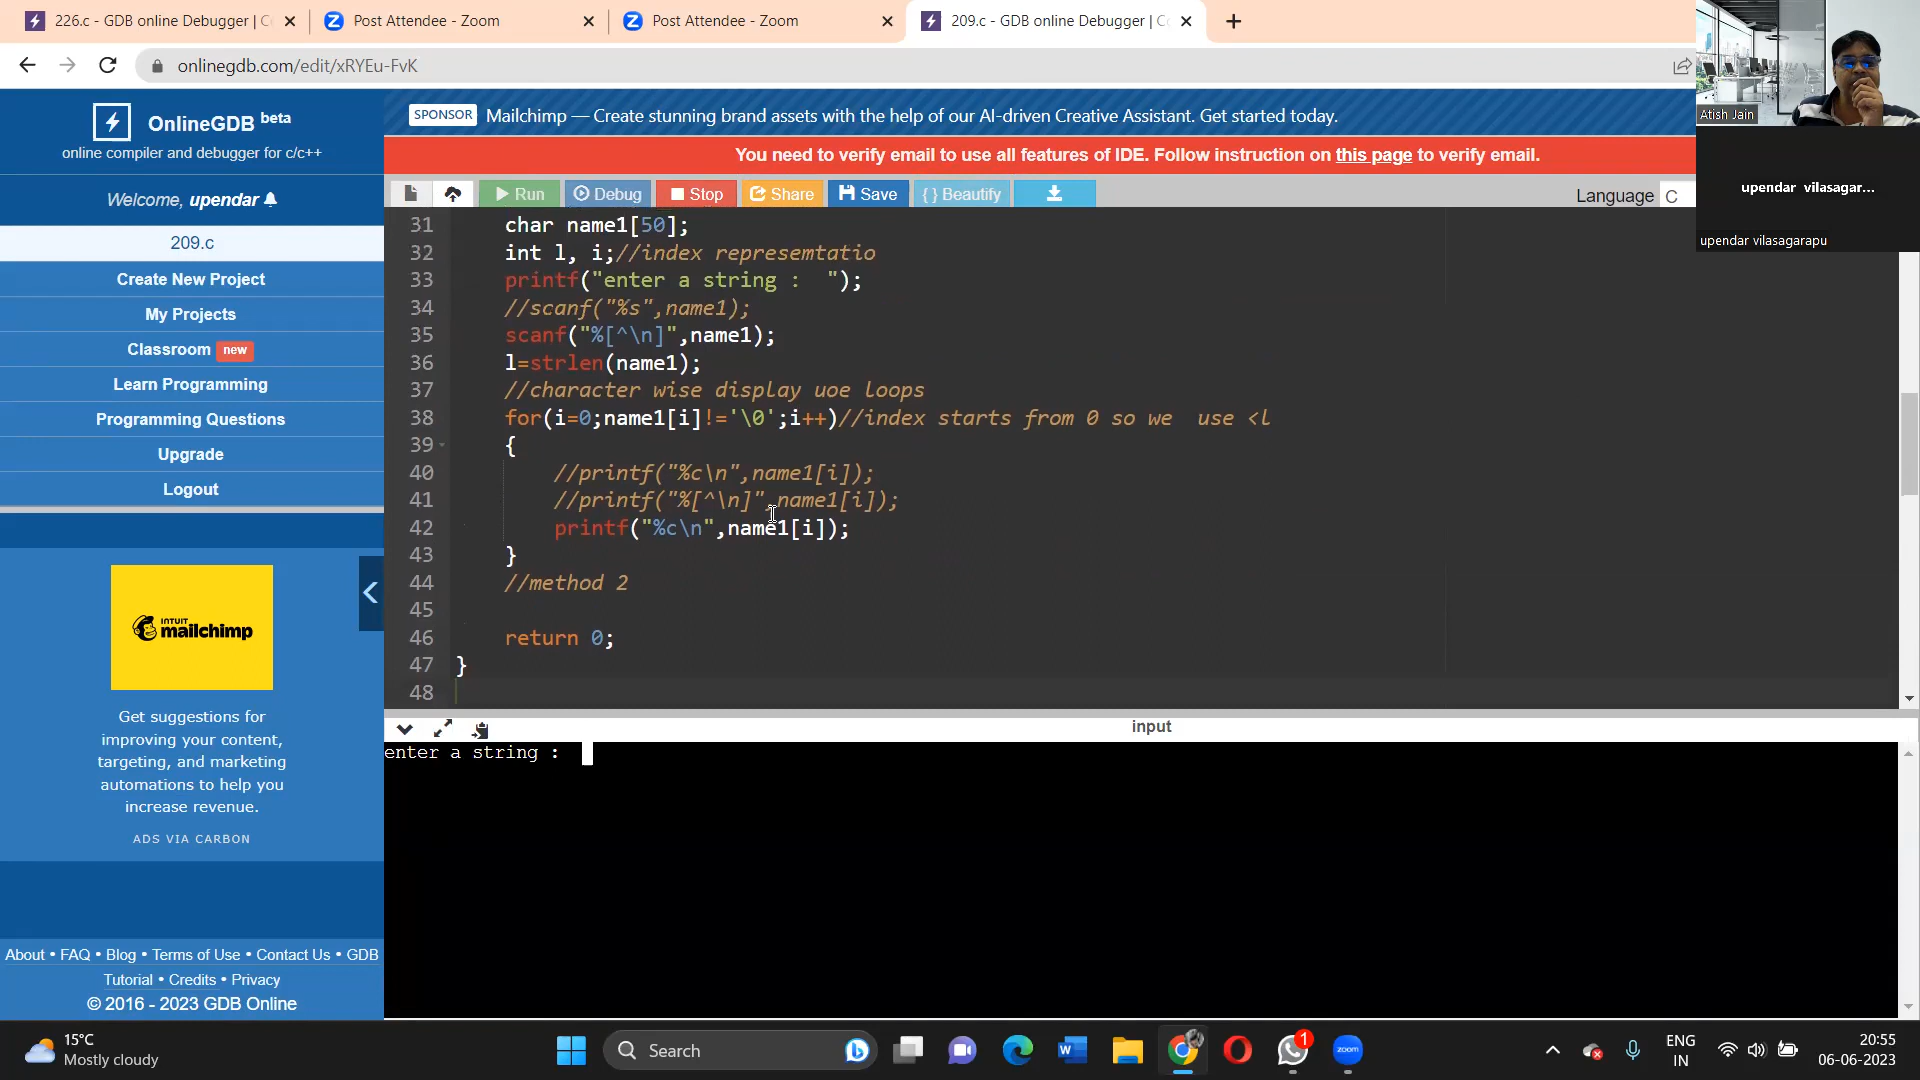 226.c - GDB online Debugger | C
Post Attendee - Zoom
Post Attendee - Zoom
209.c - GDB online Debugger | C
onlinegdb.com/edit/xRYEu-FvK
Atish Jain
upendar vilasagar...
upendar vilasagarapu
OnlineGDB beta
online compiler and debugger for c/c++
Welcome, upendar
209.c
Create New Project
My Projects
Classroom new
Learn Programming
Programming Questions
Upgrade
Logout
INTUIT
mailchimp
Get suggestions for
improving your content,
targeting, and marketing
automations to help you
increase revenue.
ADS VIA CARBON
About • FAQ • Blog • Terms of Use • Contact Us • GDB
Tutorial • Credits • Privacy
© 2016 - 2023 GDB Online
SPONSOR Mailchimp — Create stunning brand assets with the help of our AI-driven Creative Assistant. Get started today.
You need to verify email to use all features of IDE. Follow instruction on this page to verify email.
Run Debug Stop Share Save { } Beautify
Language C
31 char name1[50];
32 int l, i;//index represemtatio
33 printf("enter a string :  ");
34 //scanf("%s",name1);
35 scanf("%[^\n]",name1);
36 l=strlen(name1);
37 //character wise display uoe loops
38 for(i=0;name1[i]!='\0';i++)//index starts from 0 so we  use <l
39 {
40 //printf("%c\n",name1[i]);
41 //printf("%[^\n]",name1[i]);
42 printf("%c\n",name1[i]);
43 }
44 //method 2
45
46 return 0;
47 }
48
input
enter a string :
15°C
Mostly cloudy
Search
W
zoom
1
ENG
IN
20:55
06-06-2023